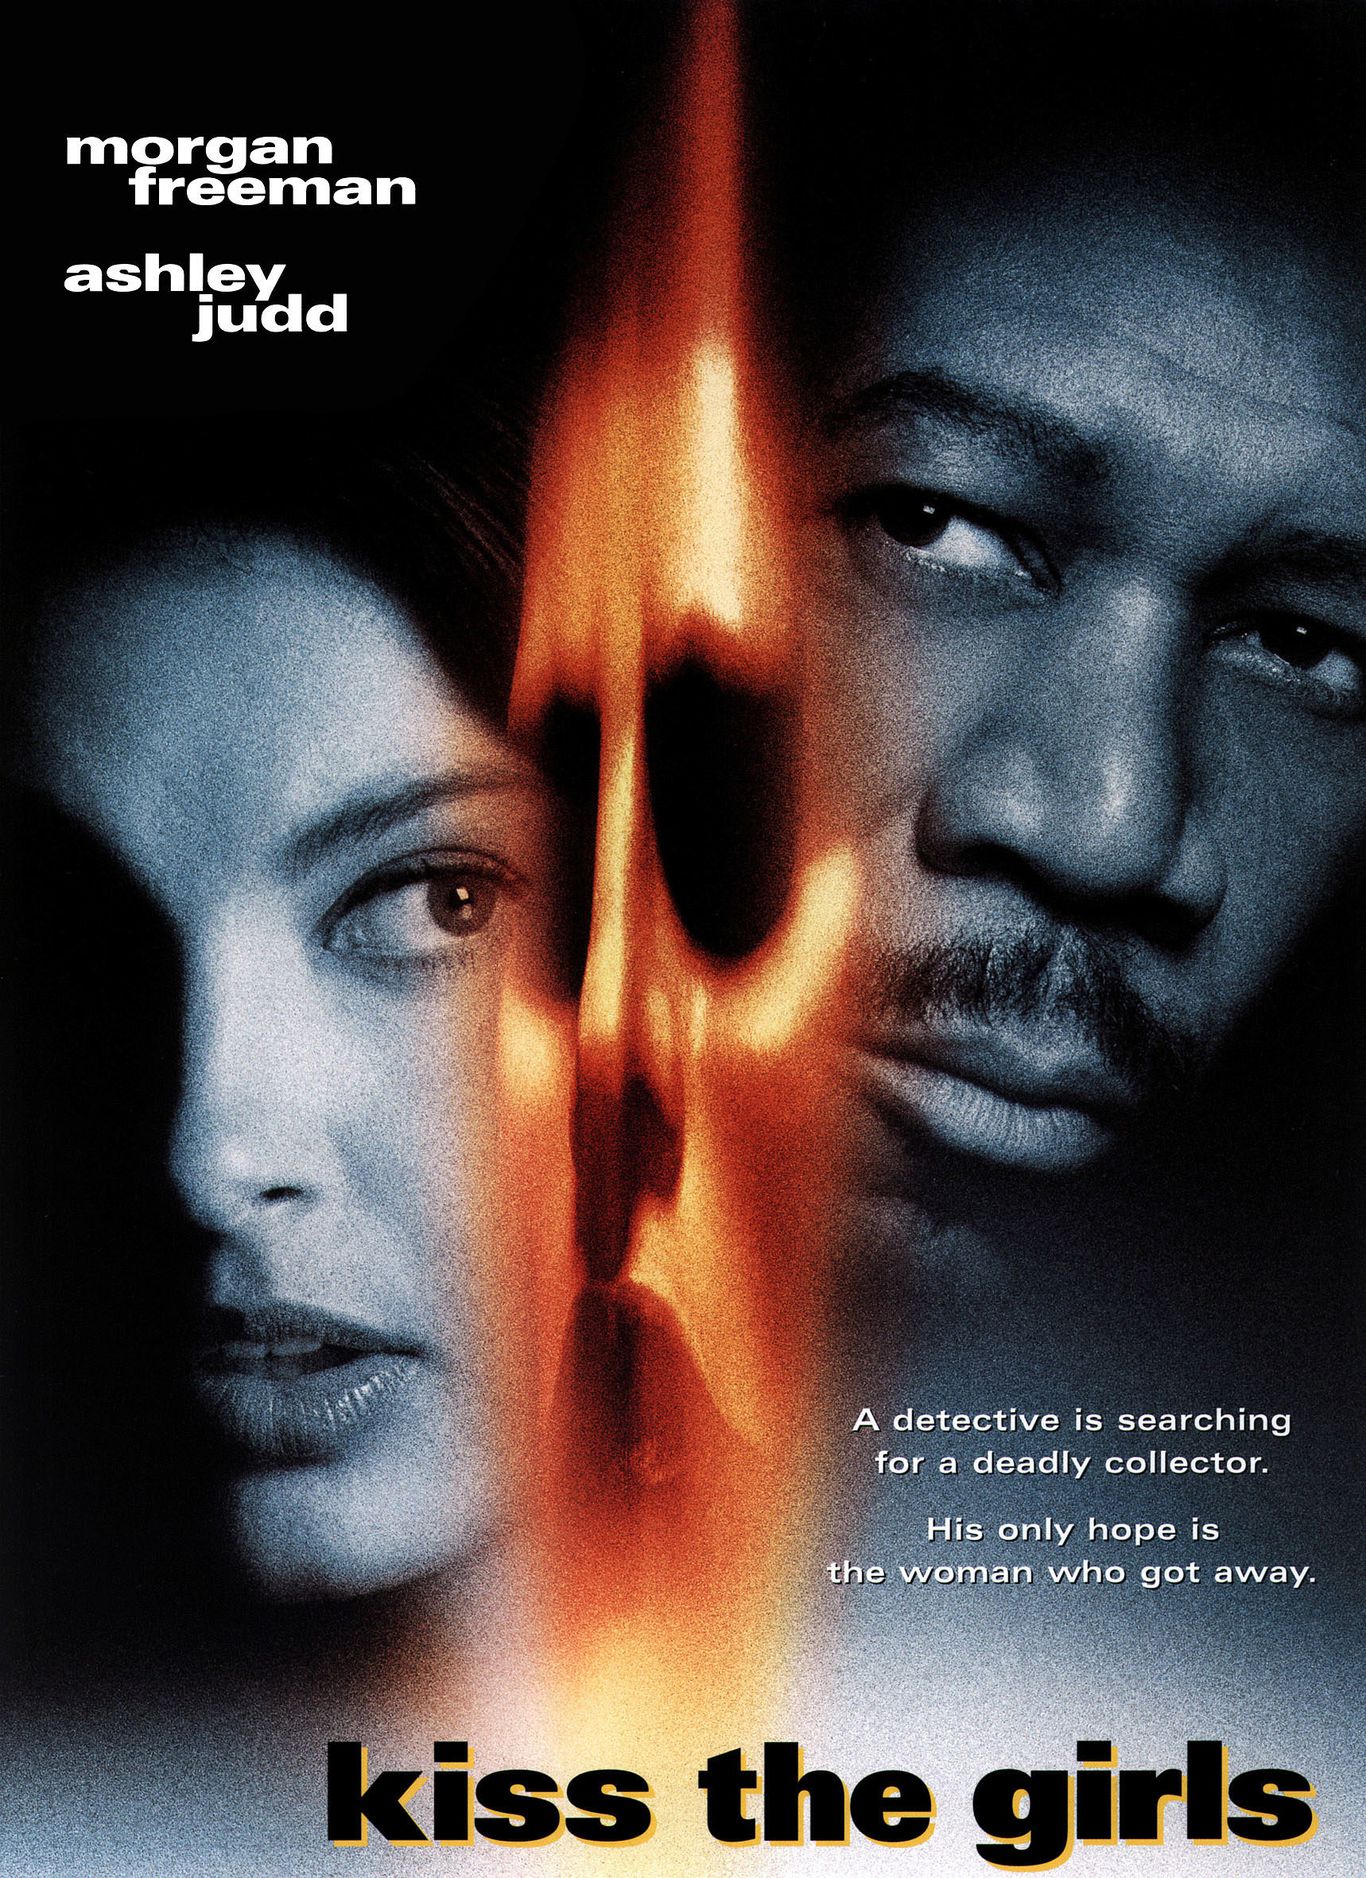 morgan
freeman
ashley
judd
A detective is searching
for a deadly collector.
His only hope is
the woman who got away.
kiss the girls